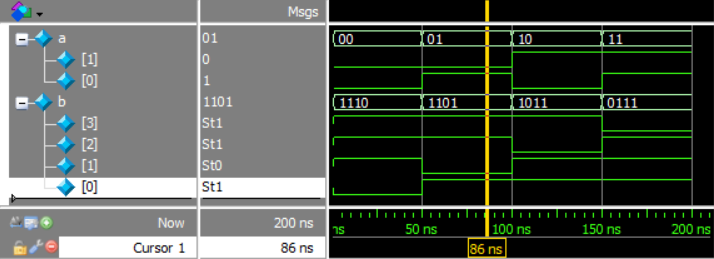 Msgs
a 01 00 01 10 11
[1] 0
[0] 1
b 1101 1110 1101 1011 0111
[3] St1
[2] St1
[1] St0
[0] St1
Now 200 ns ns 50 ns 100 ns 150 ns 200 ns
Cursor 1 86 ns 86 ns